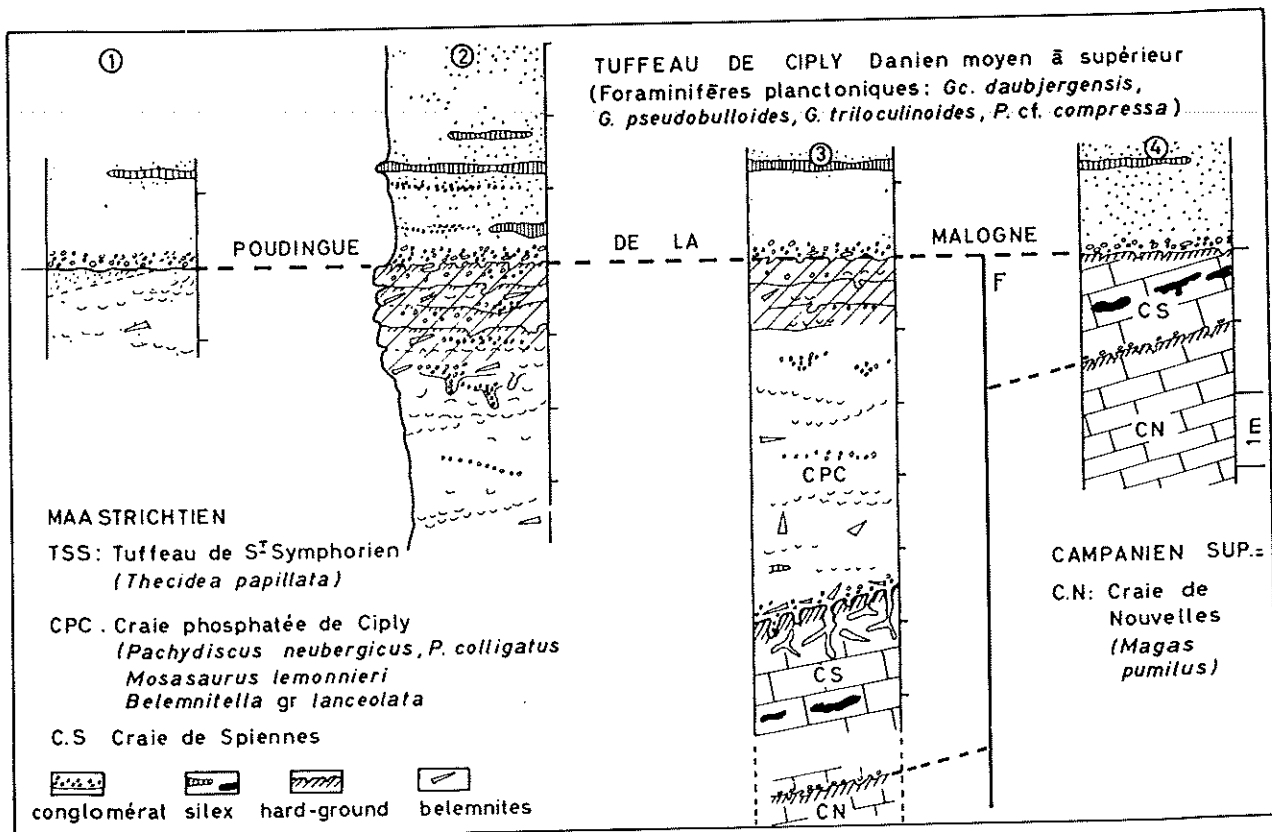 ①
②
TUFFEAU DE CIPLY Danien moyen ā supérieur
(Foraminifères planctoniques: Gc. daubjergensis,
G. pseudobulloides, G. triloculinoides, P. cf. compressa)
③
④
POUDINGUE DE LA MALOGNE
F
CS
CN
1m
CPC
CS
CN
MAASTRICHTIEN
TSS: Tuffeau de Sᵀ Symphorien
(Thecidea papillata)
CPC. Craie phosphatée de Ciply
(Pachydiscus neubergicus, P. colligatus
Mosasaurus lemonnieri
Belemnitella gr lanceolata
C.S Craie de Spiennes
conglomérat silex hard-ground belemnites
CAMPANIEN SUP.=
C.N: Craie de
Nouvelles
(Magas
pumilus)